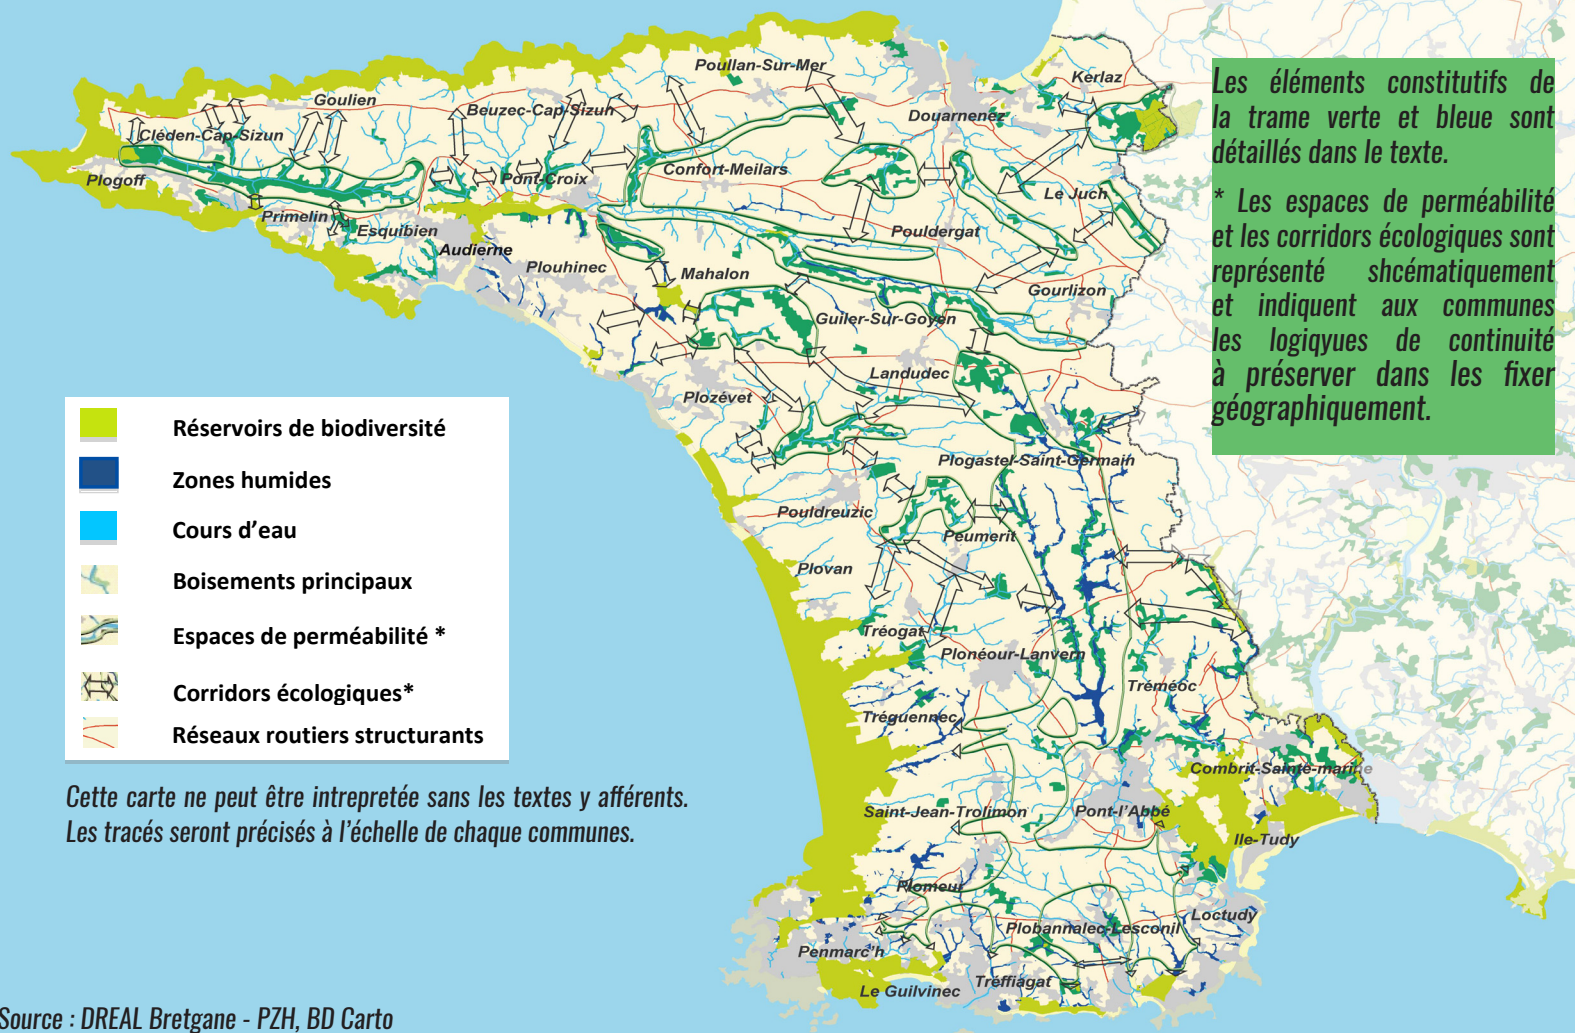 Poullan-Sur-Mer
Kerlaz
Goulien
Beuzec-Cap-Sizun
Douarnenez
Cléden-Cap-Sizun
Plogoff
Pont-Croix
Confort-Meilars
Le Juch
Primelin
Esquibien
Audierne
Pouldergat
Plouhinec
Mahalon
Gourlizon
Guiler-Sur-Goyen
Landudec
Plozévet
Plogastel-Saint-Germain
Pouldreuzic
Peumerit
Plovan
Tréogat
Plonéour-Lanvern
Tréméoc
Tréguennec
Combrit-Sainte-marine
Saint-Jean-Trolimon
Pont-l'Abbé
Ile-Tudy
Plomeur
Loctudy
Plobannalec-Lesconil
Penmarc'h
Tréffiagat
Le Guilvinec
Les éléments constitutifs de
la trame verte et bleue sont
détaillés dans le texte.
* Les espaces de perméabilité
et les corridors écologiques sont
représenté shcématiquement
et indiquent aux communes
les logiqyues de continuité
à préserver dans les fixer
géographiquement.
Réservoirs de biodiversité
Zones humides
Cours d'eau
Boisements principaux
Espaces de perméabilité *
Corridors écologiques*
Réseaux routiers structurants
Cette carte ne peut être intrepretée sans les textes y afférents.
Les tracés seront précisés à l'échelle de chaque communes.
Source : DREAL Bretgane - PZH, BD Carto